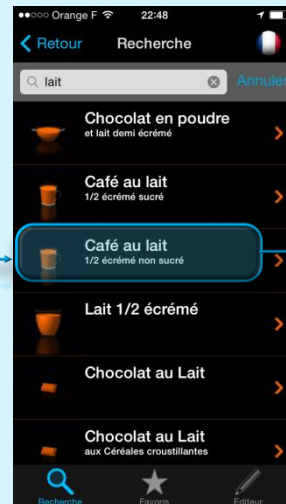 Orange F 22:48
Retour Recherche
lait Annuler
Chocolat en poudre
et lait demi écrémé
Café au lait
1/2 écrémé sucré
Café au lait
1/2 écrémé non sucré
Lait 1/2 écrémé
Chocolat au Lait
Chocolat au Lait
aux Céréales croustillantes
Recherche Favoris Éditeur